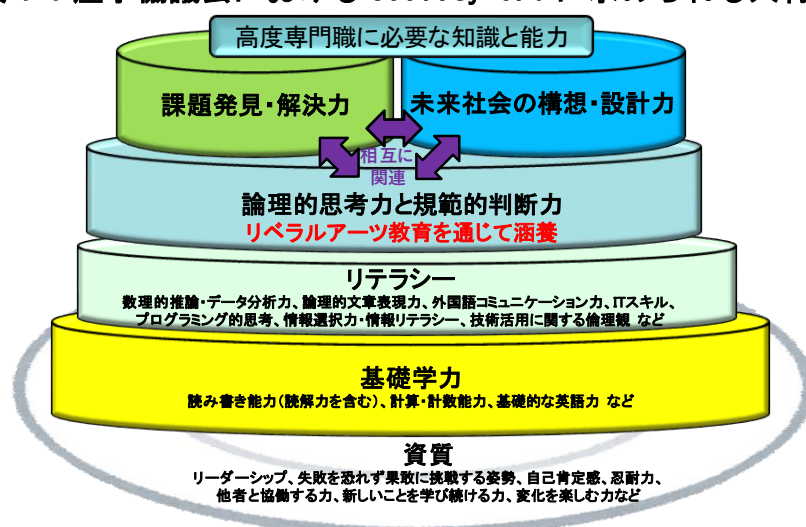 高度専門職に必要な知識と能力
課題発見・解決力
未来社会の構想・設計力
相互に
関連
論理的思考力と規範的判断力
リベラルアーツ教育を通じて涵養
リテラシー
数理的推論・データ分析力、論理的文章表現力、外国語コミュニケーション力、ITスキル、
プログラミング的思考、情報選択力・情報リテラシー、技術活用に関する倫理観 など
基礎学力
読み書き能力(読解力を含む)、計算・計数能力、基礎的な英語力 など
資質
リーダーシップ、失敗を恐れず果敢に挑戦する姿勢、自己肯定感、忍耐力、
他者と協働する力、新しいことを学び続ける力、変化を楽しむ力など